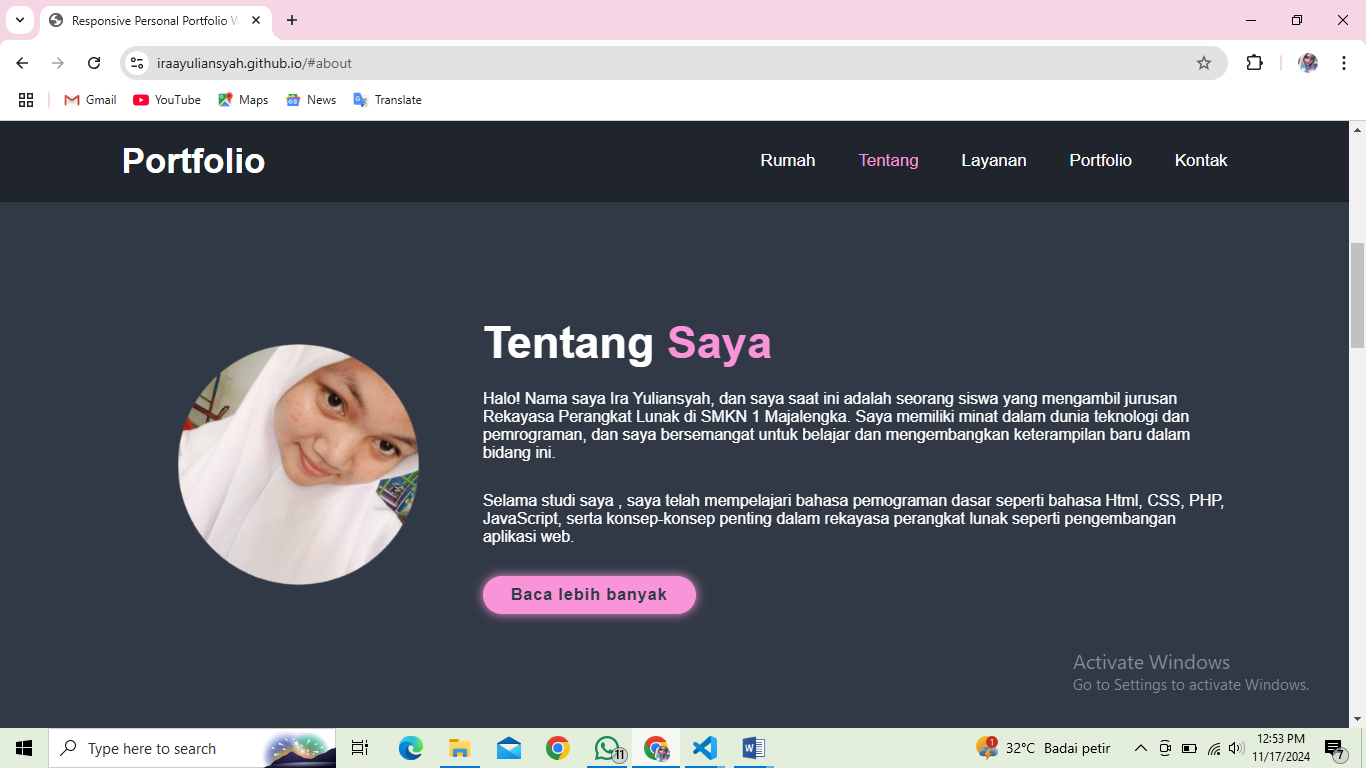 Responsive Personal Portfolio W
iraayuliansyah.github.io/#about
Gmail
YouTube
Maps
News
Translate
Portfolio
Rumah
Tentang
Layanan
Portfolio
Kontak
Tentang Saya
Halo! Nama saya Ira Yuliansyah, dan saya saat ini adalah seorang siswa yang mengambil jurusan
Rekayasa Perangkat Lunak di SMKN 1 Majalengka. Saya memiliki minat dalam dunia teknologi dan
pemrograman, dan saya bersemangat untuk belajar dan mengembangkan keterampilan baru dalam
bidang ini.
Selama studi saya , saya telah mempelajari bahasa pemograman dasar seperti bahasa Html, CSS, PHP,
JavaScript, serta konsep-konsep penting dalam rekayasa perangkat lunak seperti pengembangan
aplikasi web.
Baca lebih banyak
Activate Windows
Go to Settings to activate Windows.
Type here to search
11
1
32°C Badai petir
12:53 PM
11/17/2024
7